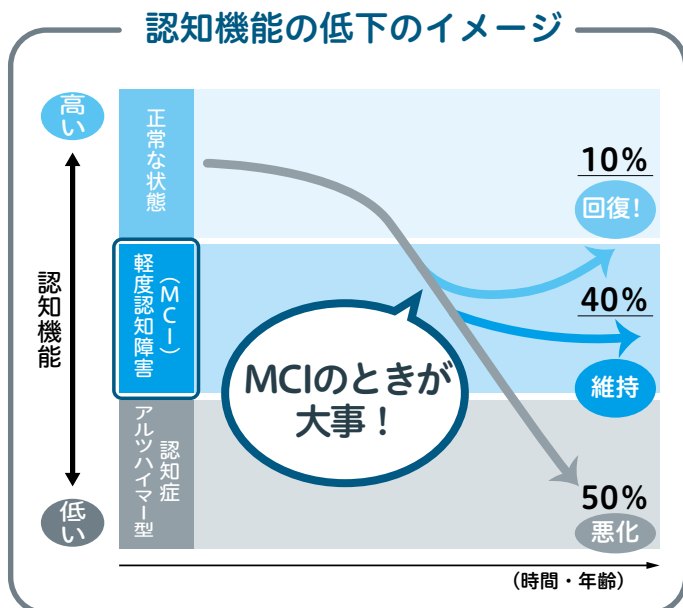 認知機能の低下のイメージ
高い
認知機能
低い
正常な状態
軽度認知障害
(MCI)
アルツハイマー型
認知症
10%
回復!
40%
維持
50%
悪化
MCIのときが
大事！
(時間・年齢)